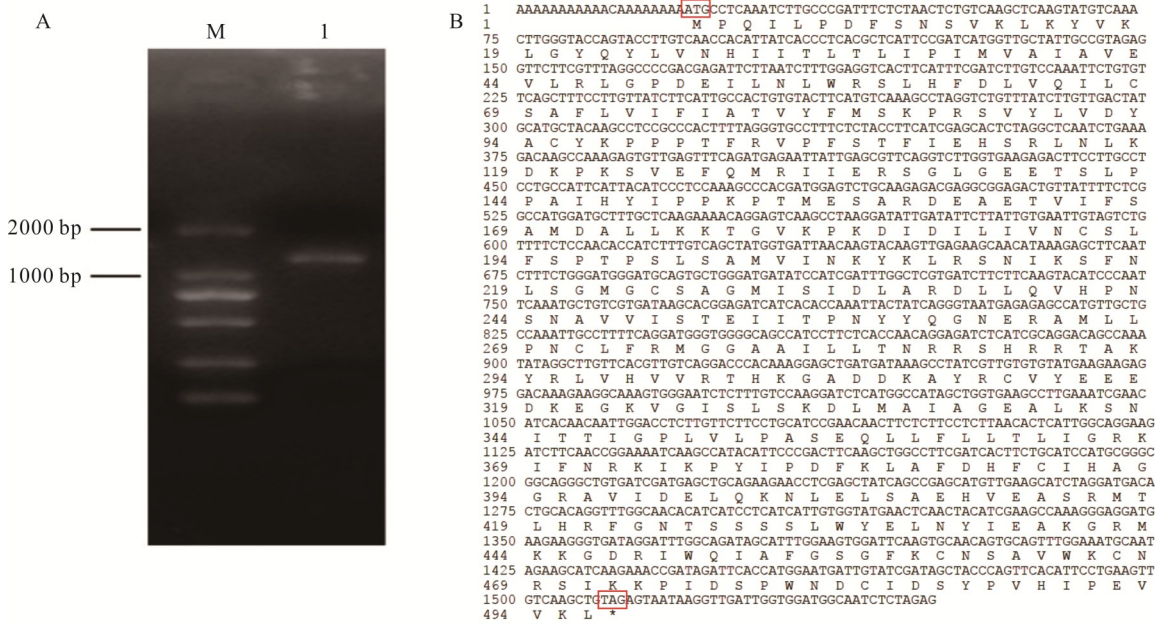 A
M
1
2000 bp
1000 bp
B
1 AAAAAAAAAAAACAAAAAAAATGCCTCAAATCTTGCCCGATTTCTCTAACTCTGTCAAGCTCAAGTATGTCAAA
1 M P Q I L P D F S N S V K L K Y V K
75 CTTGGGTACCAGTACCTTGTCAACCACATTATCACCCTCACGCTCATTCCGATCATGGTTGCTATTGCCGTAGAG
19 L G Y Q Y L V N H I I T L T L I P I M V A I A V E
150 GTTCTTCGTTTAGGCCCCGACGAGATTCTTAATCTTTGGAGGTCACTTCATTTCGATCTTGTCCAAATTCTGTGT
44 V L R L G P D E I L N L W R S L H F D L V Q I L C
225 TCAGCTTTCCTTGTTATCTTCATTGCCACTGTGTACTTCATGTCAAAGCCTAGGTCTGTTTATCTTGTTGACTAT
69 S A F L V I F I A T V Y F M S K P R S V Y L V D Y
300 GCATGCTACAAGCCTCCGCCCACTTTTAGGGTGCCTTTCTCTACCTTCATCGAGCACTCTAGGCTCAATCTGAAA
94 A C Y K P P P T F R V P F S T F I E H S R L N L K
375 GACAAGCCAAAGAGTGTTGAGTTTCAGATGAGAATTATTGAGCGTTCAGGTCTTGGTGAAGAGACTTCCTTGCCT
119 D K P K S V E F Q M R I I E R S G L G E E T S L P
450 CCTGCCATTCATTACATCCCTCCAAAGCCCACGATGGAGTCTGCAAGAGACGAGGCGGAGACTGTTATTTTCTCG
144 P A I H Y I P P K P T M E S A R D E A E T V I F S
525 GCCATGGATGCTTTGCTCAAGAAAACAGGAGTCAAGCCTAAGGATATTGATATTCTTATTGTGAATTGTAGTCTG
169 A M D A L L K K T G V K P K D I D I L I V N C S L
600 TTTTCTCCAACACCATCTTTGTCAGCTATGGTGATTAACAAGTACAAGTTGAGAAGCAACATAAAGAGCTTCAAT
194 F S P T P S L S A M V I N K Y K L R S N I K S F N
675 CTTTCTGGGATGGGATGCAGTGCTGGGATGATATCCATCGATTTGGCTCGTGATCTTCTTCAAGTACATCCCAAT
219 L S G M G C S A G M I S I D L A R D L L Q V H P N
750 TCAAATGCTGTCGTGATAAGCACGGAGATCATCACACCAAATTACTATCAGGGTAATGAGAGAGCCATGTTGCTG
244 S N A V V I S T E I I T P N Y Y Q G N E R A M L L
825 CCAAATTGCCTTTTCAGGATGGGTGGGGCAGCCATCCTTCTCACCAACAGGAGATCTCATCGCAGGACAGCCAAA
269 P N C L F R M G G A A I L L T N R R S H R R T A K
900 TATAGGCTTGTTCACGTTGTCAGGACCCACAAAGGAGCTGATGATAAAGCCTATCGTTGTGTGTATGAAGAAGAG
294 Y R L V H V V R T H K G A D D K A Y R C V Y E E E
975 GACAAAGAAGGCAAAGTGGGAATCTCTTTGTCCAAGGATCTCATGGCCATAGCTGGTGAAGCCTTGAAATCGAAC
319 D K E G K V G I S L S K D L M A I A G E A L K S N
1050 ATCACAACAATTGGACCTCTTGTTCTTCCTGCATCCGAACAACTTCTCTTCCTCTTAACACTCATTGGCAGGAAG
344 I T T I G P L V L P A S E Q L L F L L T L I G R K
1125 ATCTTCAACCGGAAAATCAAGCCATACATTCCCGACTTCAAGCTGGCCTTCGATCACTTCTGCATCCATGCGGGC
369 I F N R K I K P Y I P D F K L A F D H F C I H A G
1200 GGCAGGGCTGTGATCGATGAGCTGCAGAAGAACCTCGAGCTATCAGCCGAGCATGTTGAAGCATCTAGGATGACA
394 G R A V I D E L Q K N L E L S A E H V E A S R M T
1275 CTGCACAGGTTTGGCAACACATCATCCTCATCATTGTGGTATGAACTCAACTACATCGAAGCCAAAGGGAGGATG
419 L H R F G N T S S S S L W Y E L N Y I E A K G R M
1350 AAGAAGGGTGATAGGATTTGGCAGATAGCATTTGGAAGTGGATTCAAGTGCAACAGTGCAGTTTGGAAATGCAAT
444 K K G D R I W Q I A F G S G F K C N S A V W K C N
1425 AGAAGCATCAAGAAACCGATAGATTCACCATGGAATGATTGTATCGATAGCTACCCAGTTCACATTCCTGAAGTT
469 R S I K K P I D S P W N D C I D S Y P V H I P E V
1500 GTCAAGCTGTAGAGTAATAAGGTTGATTGGTGGATGGCAATCTCTAGAG
494 V K L *